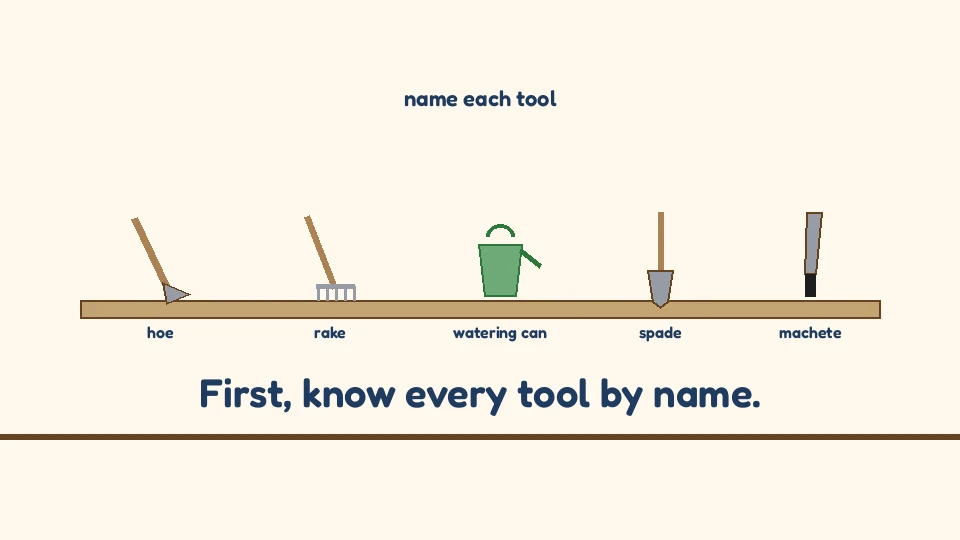 name each tool
hoe
rake
watering can
spade
machete
First, know every tool by name.